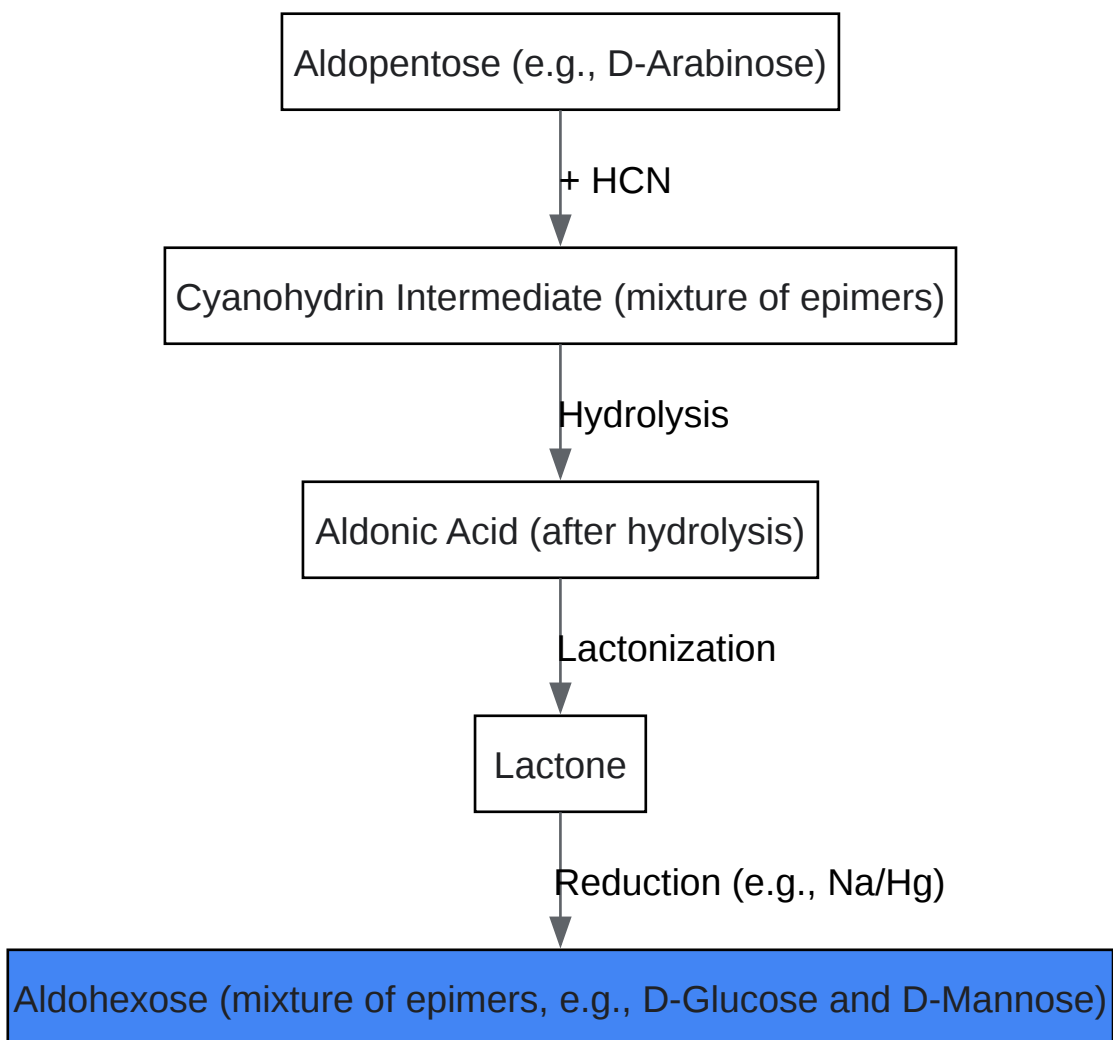 Aldopentose (e.g., D-Arabinose)
+ HCN
Cyanohydrin Intermediate (mixture of epimers)
Hydrolysis
Aldonic Acid (after hydrolysis)
Lactonization
Lactone
Reduction (e.g., Na/Hg)
Aldohexose (mixture of epimers, e.g., D-Glucose and D-Mannose)